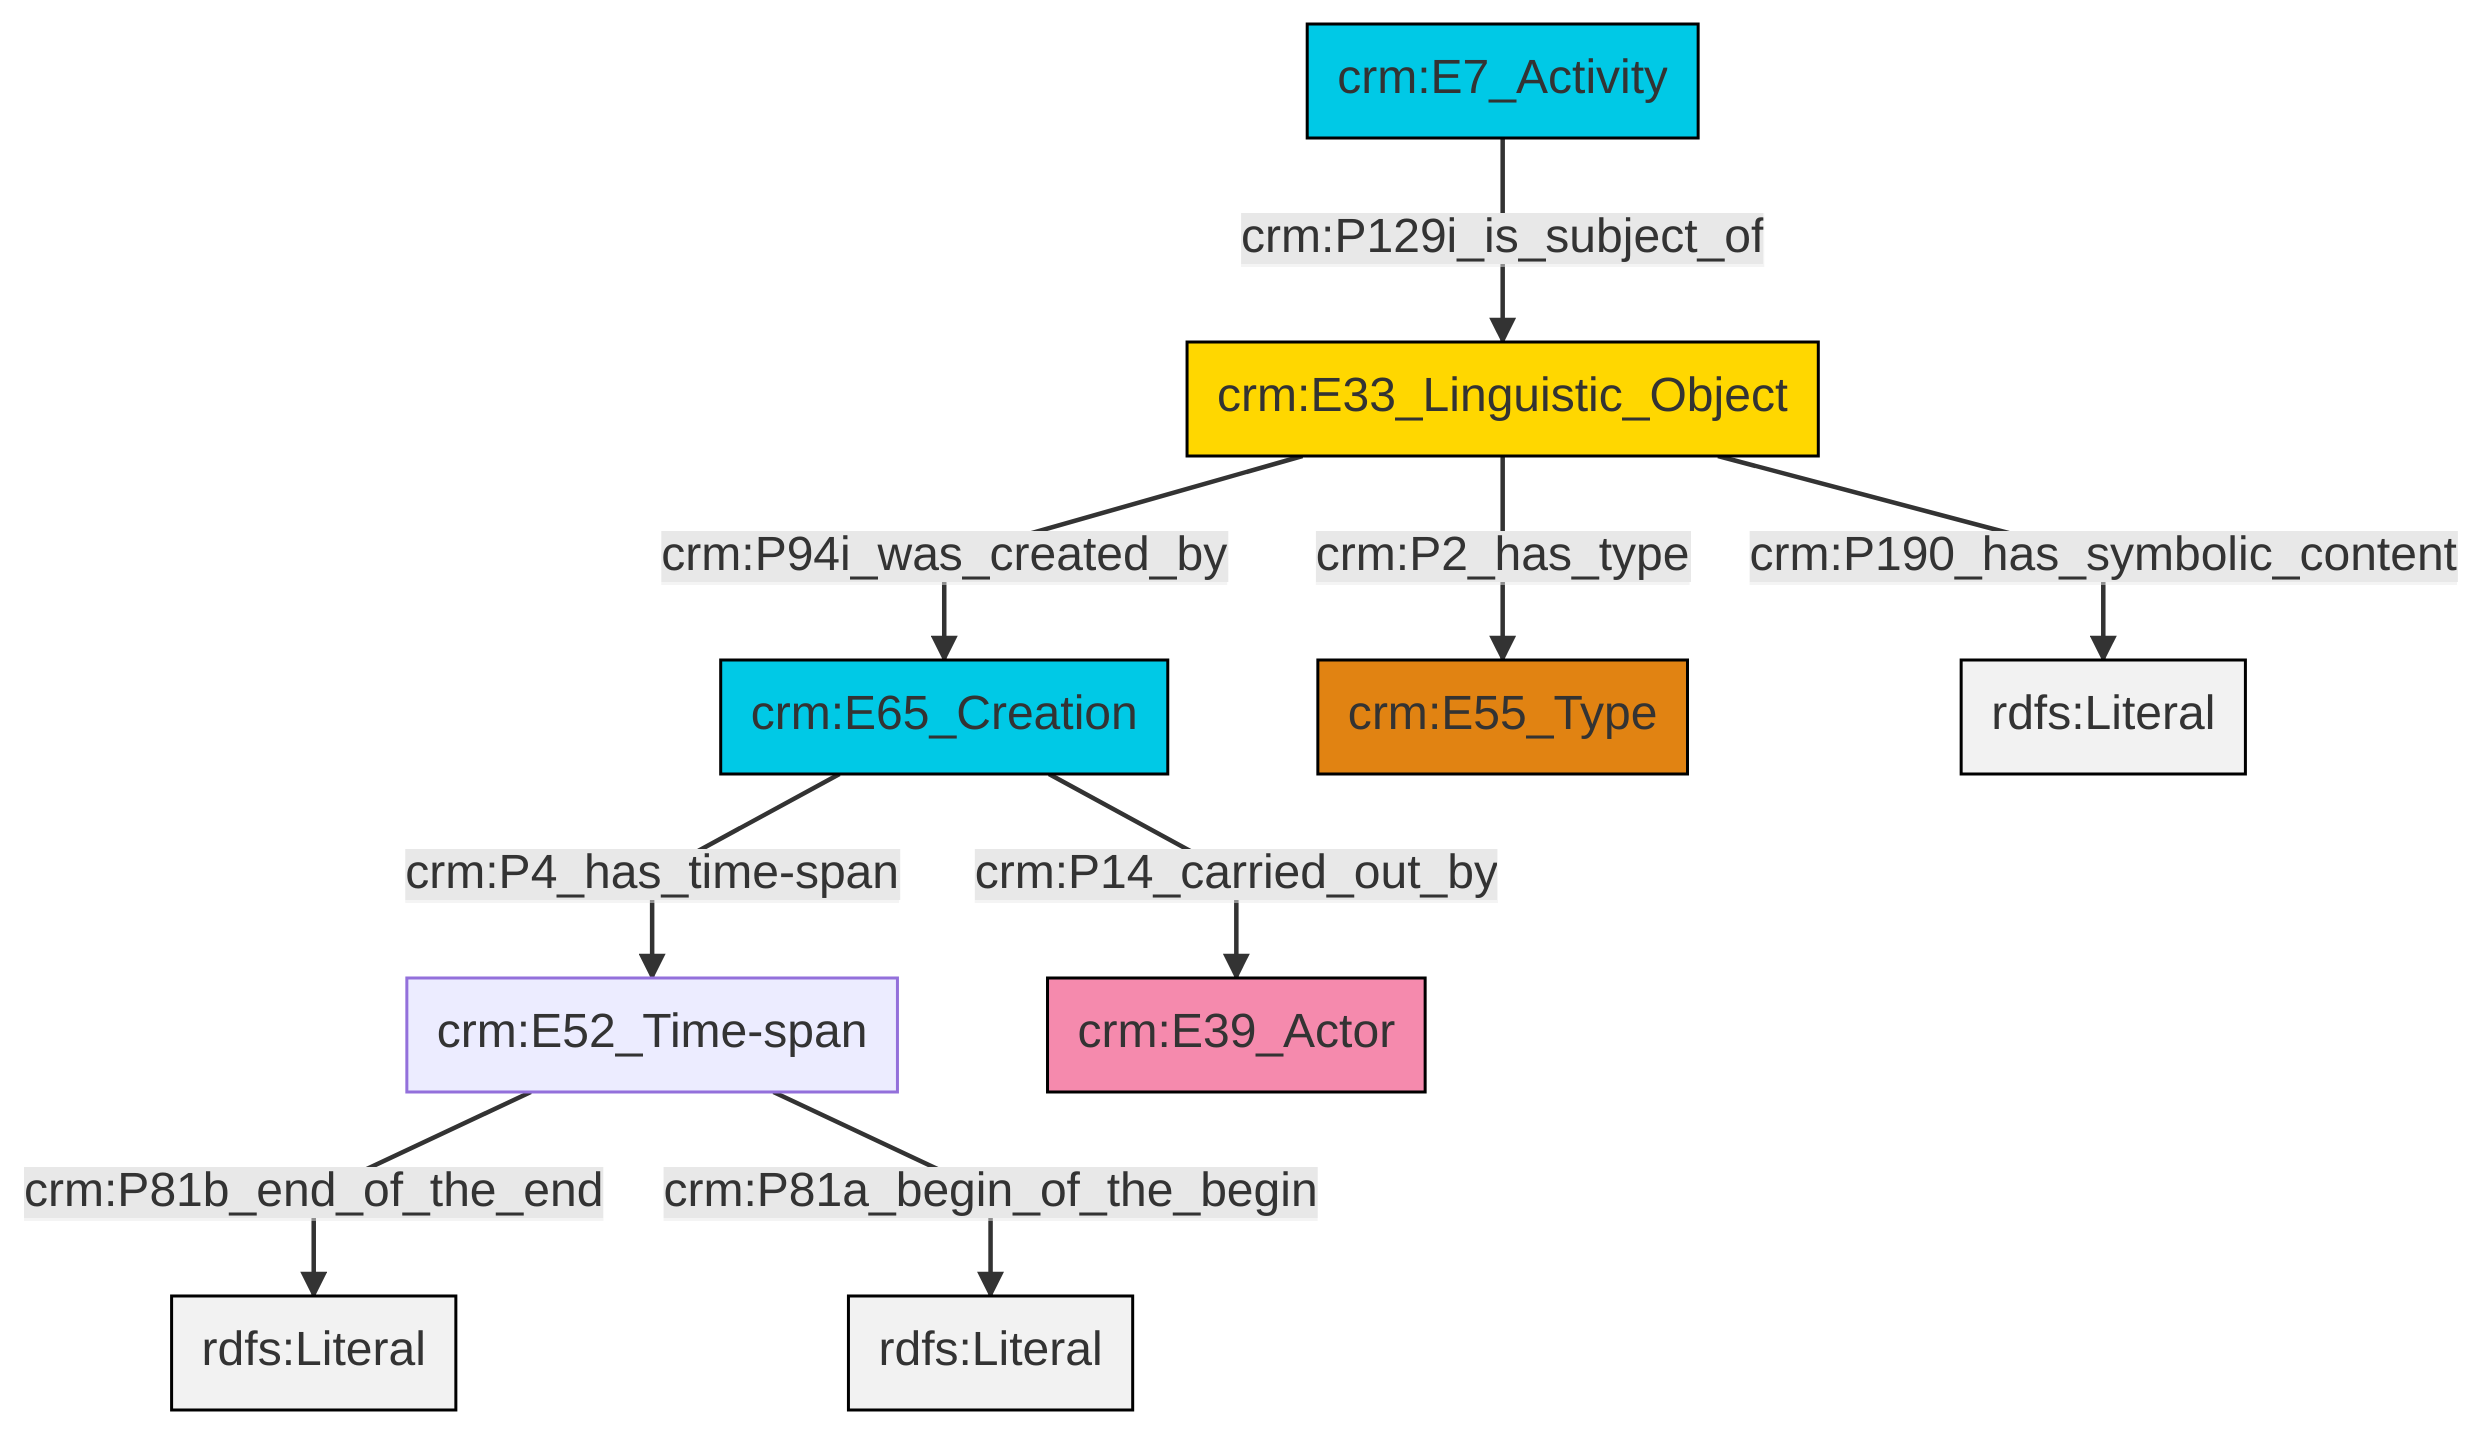 crm:E7_Activity
crm:P129i_is_subject_of
crm:E33_Linguistic_Object
crm:P94i_was_created_by
crm:P2_has_type
crm:P190_has_symbolic_content
crm:E65_Creation
crm:E55_Type
rdfs:Literal
crm:P4_has_time-span
crm:P14_carried_out_by
crm:E52_Time-span
crm:E39_Actor
crm:P81b_end_of_the_end
crm:P81a_begin_of_the_begin
rdfs:Literal
rdfs:Literal